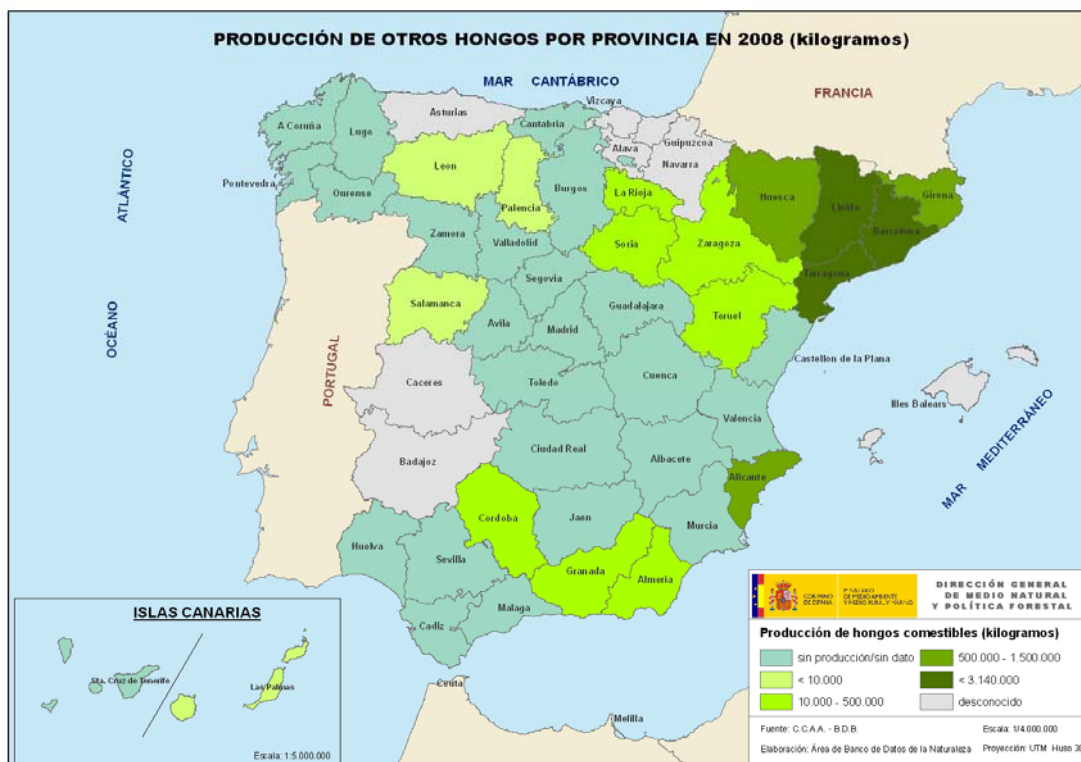 PRODUCCIÓN DE OTROS HONGOS POR PROVINCIA EN 2008 (kilogramos)
MAR CANTÁBRICO
FRANCIA
Vizcaya
Asturias
Cantabria
A Coruña
Lugo
Guipuzcoa
Alava
Navarra
Leon
Pontevedra
Ourense
Burgos
La Rioja
Palencia
Huesca
Lleida
Girona
Barcelona
Zamora
Valladolid
Soria
Zaragoza
Tarragona
Segovia
Salamanca
Guadalajara
Avila
Madrid
Teruel
ATLÁNTICO
OCÉANO
PORTUGAL
Castellon de la Plana
Caceres
Toledo
Cuenca
Illes Balears
Valencia
MAR MEDITERRÁNEO
Badajoz
Ciudad Real
Albacete
Alicante
Cordoba
Jaen
Murcia
Huelva
Sevilla
Granada
Almeria
Malaga
Cadiz
Ceuta
Melilla
ISLAS CANARIAS
Sta. Cruz de Tenerife
Las Palmas
Escala: 1:5.000.000
GOBIERNO
DE ESPAÑA
DIRECCIÓN GENERAL
DE MEDIO NATURAL
Y POLÍTICA FORESTAL
Producción de hongos comestibles (kilogramos)
sin producción/sin dato
500.000 - 1.500.000
< 10.000
< 3.140.000
10.000 - 500.000
desconocido
Fuente: C.C.A.A. - B.D.B.
Escala: 1/4.000.000
Elaboración: Área de Banco de Datos de la Naturaleza
Proyección: UTM Huso 30